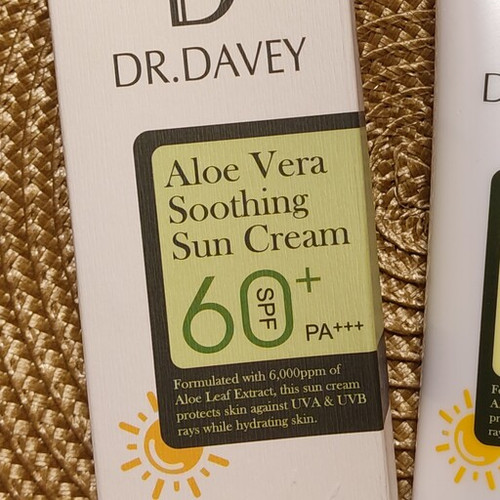 DR.DAVEY
Aloe Vera
Soothing
Sun Cream
60+
SPF
PA+++
Formulated with 6,000ppm of
Aloe Leaf Extract, this sun cream
protects skin against UVA & UVB
rays while hydrating skin.